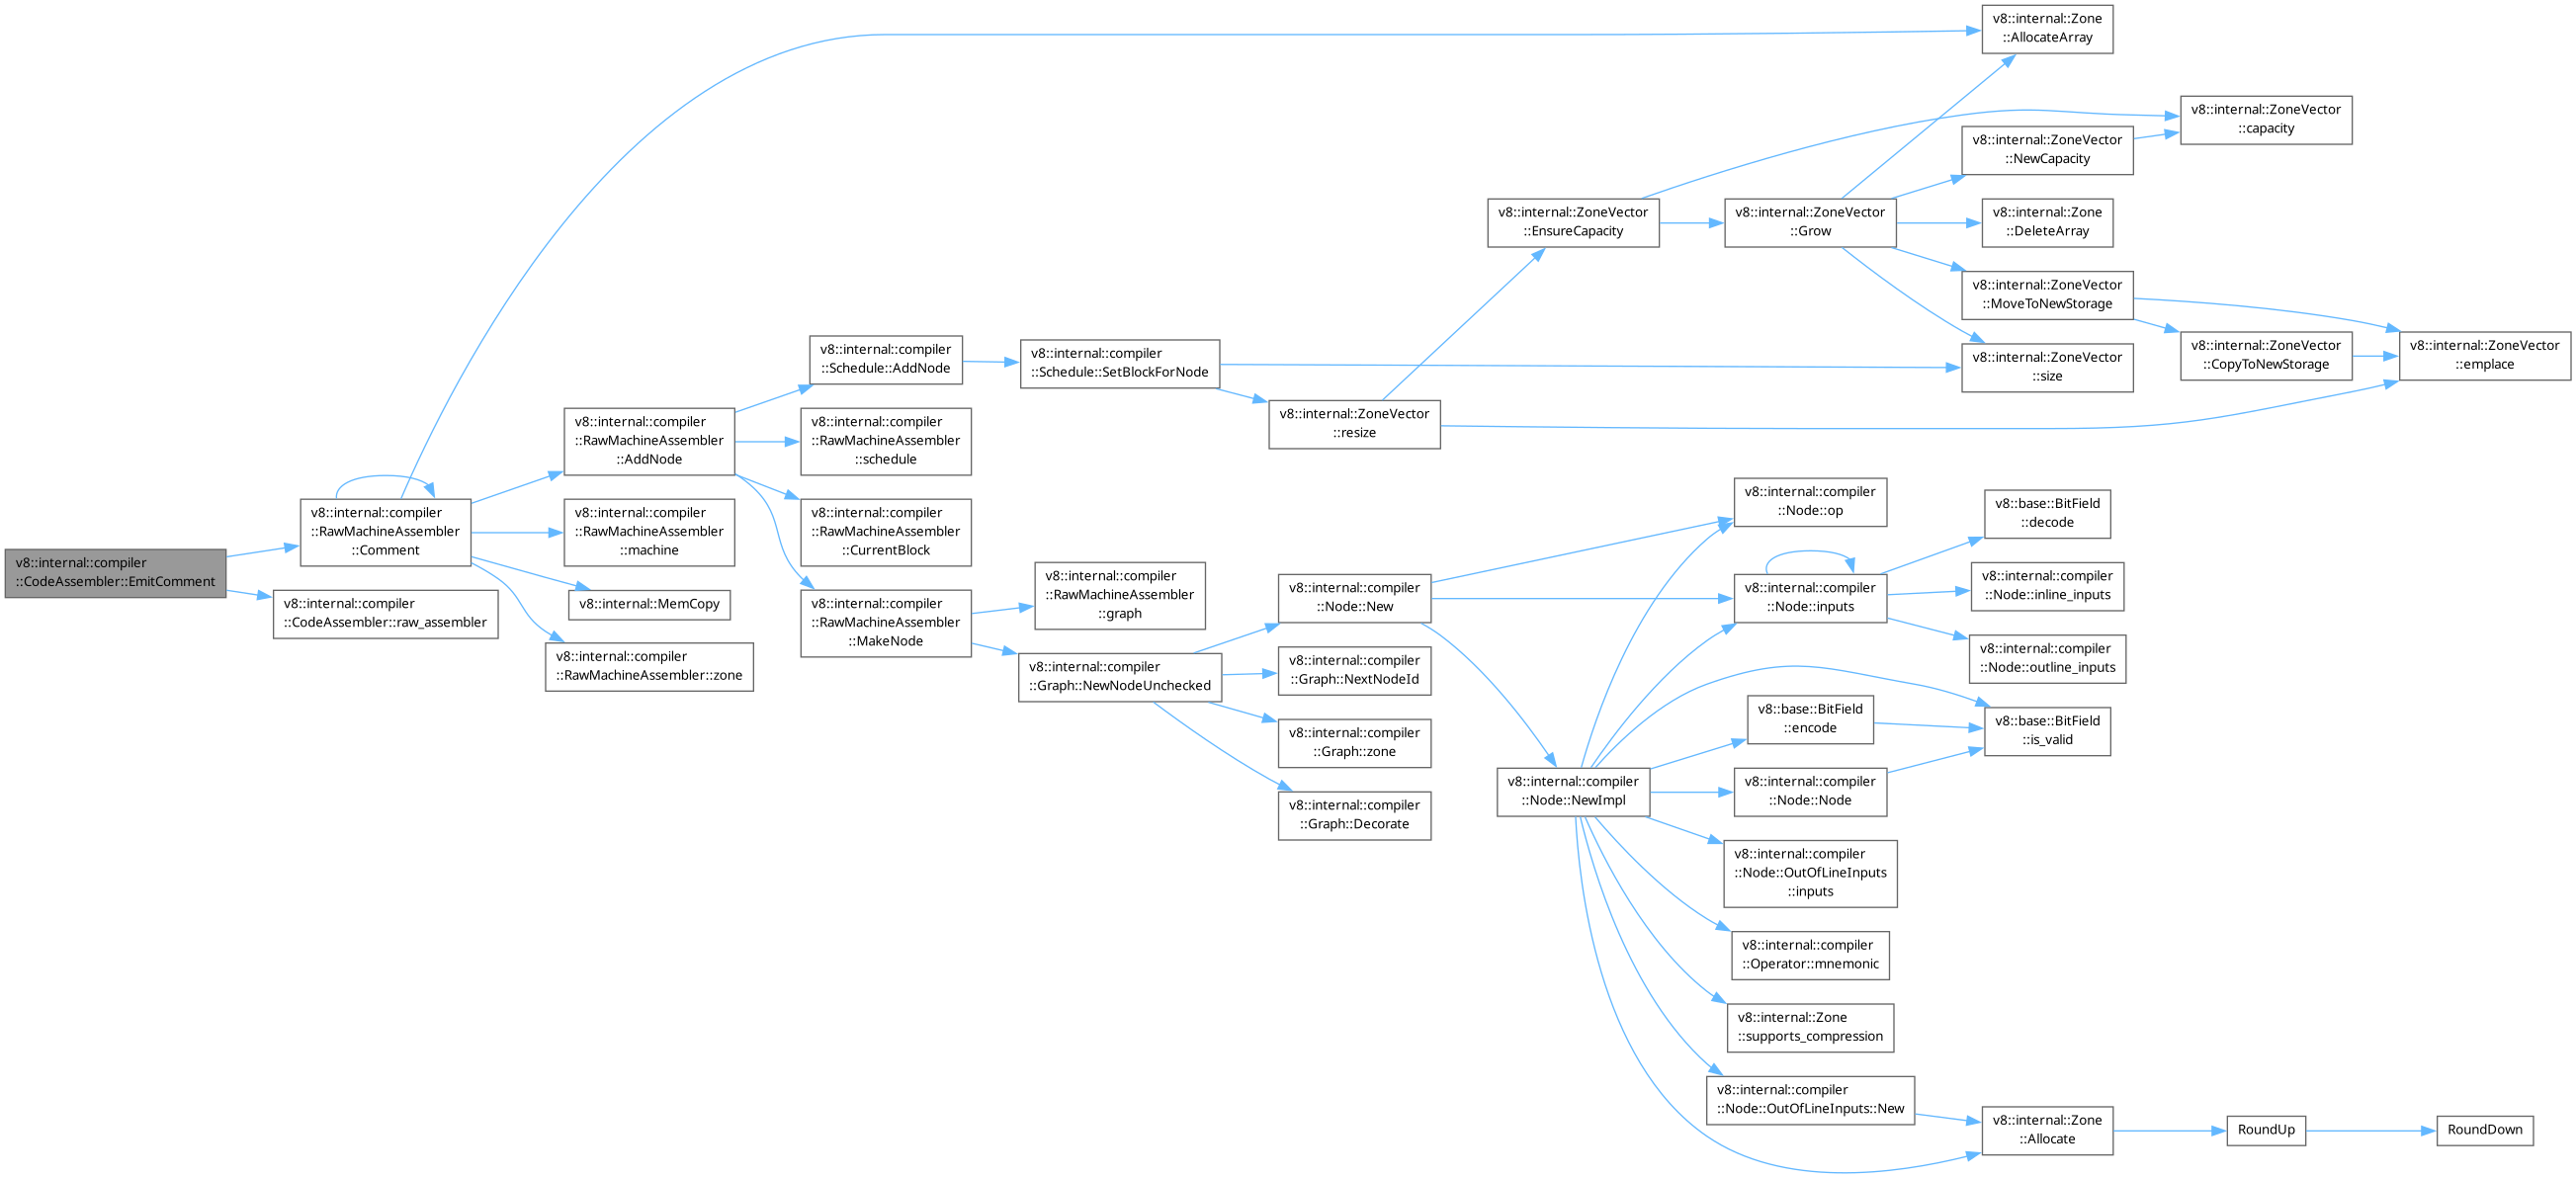 v8::internal::compiler
::CodeAssembler::EmitComment
v8::internal::compiler
::RawMachineAssembler
::Comment
v8::internal::compiler
::CodeAssembler::raw_assembler
v8::internal::compiler
::RawMachineAssembler
::AddNode
v8::internal::compiler
::RawMachineAssembler
::machine
v8::internal::MemCopy
v8::internal::compiler
::RawMachineAssembler::zone
v8::internal::compiler
::Schedule::AddNode
v8::internal::compiler
::RawMachineAssembler
::schedule
v8::internal::compiler
::RawMachineAssembler
::CurrentBlock
v8::internal::compiler
::RawMachineAssembler
::MakeNode
v8::internal::compiler
::Schedule::SetBlockForNode
v8::internal::compiler
::RawMachineAssembler
::graph
v8::internal::compiler
::Graph::NewNodeUnchecked
v8::internal::ZoneVector
::resize
v8::internal::compiler
::Node::New
v8::internal::compiler
::Graph::NextNodeId
v8::internal::compiler
::Graph::zone
v8::internal::compiler
::Graph::Decorate
v8::internal::ZoneVector
::EnsureCapacity
v8::internal::compiler
::Node::NewImpl
v8::internal::ZoneVector
::Grow
v8::internal::compiler
::Node::op
v8::internal::compiler
::Node::inputs
v8::base::BitField
::encode
v8::internal::compiler
::Node::Node
v8::internal::compiler
::Node::OutOfLineInputs
::inputs
v8::internal::compiler
::Operator::mnemonic
v8::internal::Zone
::supports_compression
v8::internal::compiler
::Node::OutOfLineInputs::New
v8::internal::Zone
::AllocateArray
v8::internal::ZoneVector
::NewCapacity
v8::internal::Zone
::DeleteArray
v8::internal::ZoneVector
::MoveToNewStorage
v8::internal::ZoneVector
::size
v8::base::BitField
::decode
v8::internal::compiler
::Node::inline_inputs
v8::internal::compiler
::Node::outline_inputs
v8::base::BitField
::is_valid
v8::internal::Zone
::Allocate
v8::internal::ZoneVector
::capacity
v8::internal::ZoneVector
::CopyToNewStorage
RoundUp
v8::internal::ZoneVector
::emplace
RoundDown